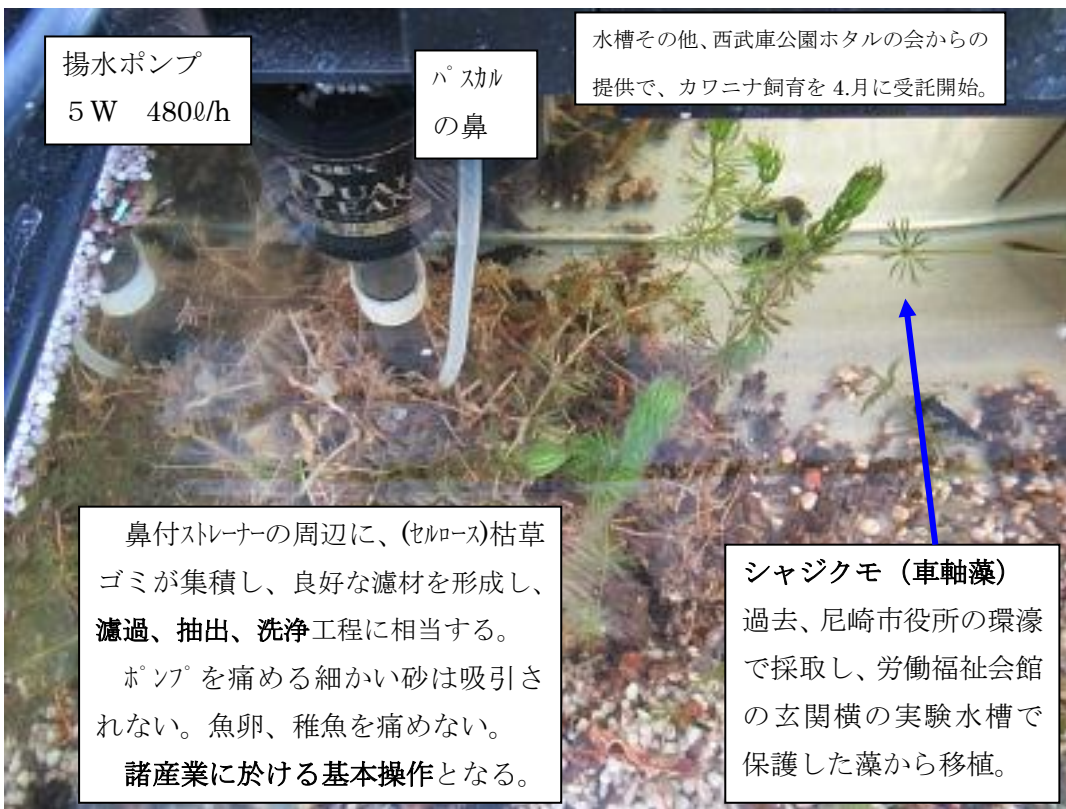 揚水ポンプ
５W　480ℓ/h
ﾊﾟｽｶﾙ
の鼻
水槽その他、西武庫公園ホタルの会からの
提供で、カワニナ飼育を 4.月に受託開始。
鼻付ｽﾄﾚｰﾅｰの周辺に、(ｾﾙﾛｰｽ)枯草
ゴミが集積し、良好な濾材を形成し、
濾過、抽出、洗浄工程に相当する。
ﾎﾟﾝﾌﾟを痛める細かい砂は吸引さ
れない。魚卵、稚魚を痛めない。
諸産業に於ける基本操作となる。
シャジクモ（車軸藻）
過去、尼崎市役所の環濠
で採取し、労働福祉会館
の玄関横の実験水槽で
保護した藻から移植。